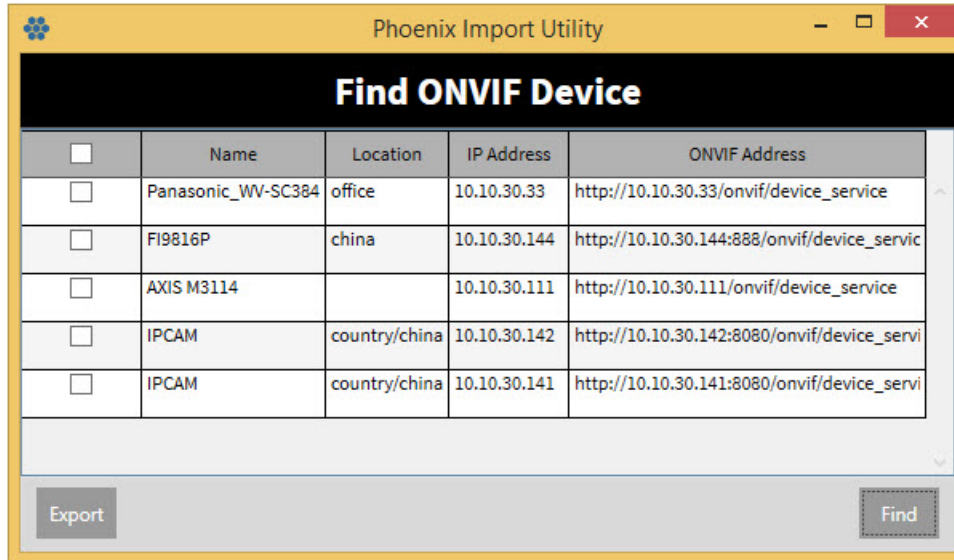 Phoenix Import Utility
Find ONVIF Device
Name Location IP Address ONVIF Address
Panasonic_WV-SC384 office 10.10.30.33 http://10.10.30.33/onvif/device_service
FI9816P china 10.10.30.144 http://10.10.30.144:888/onvif/device_servic
AXIS M3114 10.10.30.111 http://10.10.30.111/onvif/device_service
IPCAM country/china 10.10.30.142 http://10.10.30.142:8080/onvif/device_servi
IPCAM country/china 10.10.30.141 http://10.10.30.141:8080/onvif/device_servi
Export Find